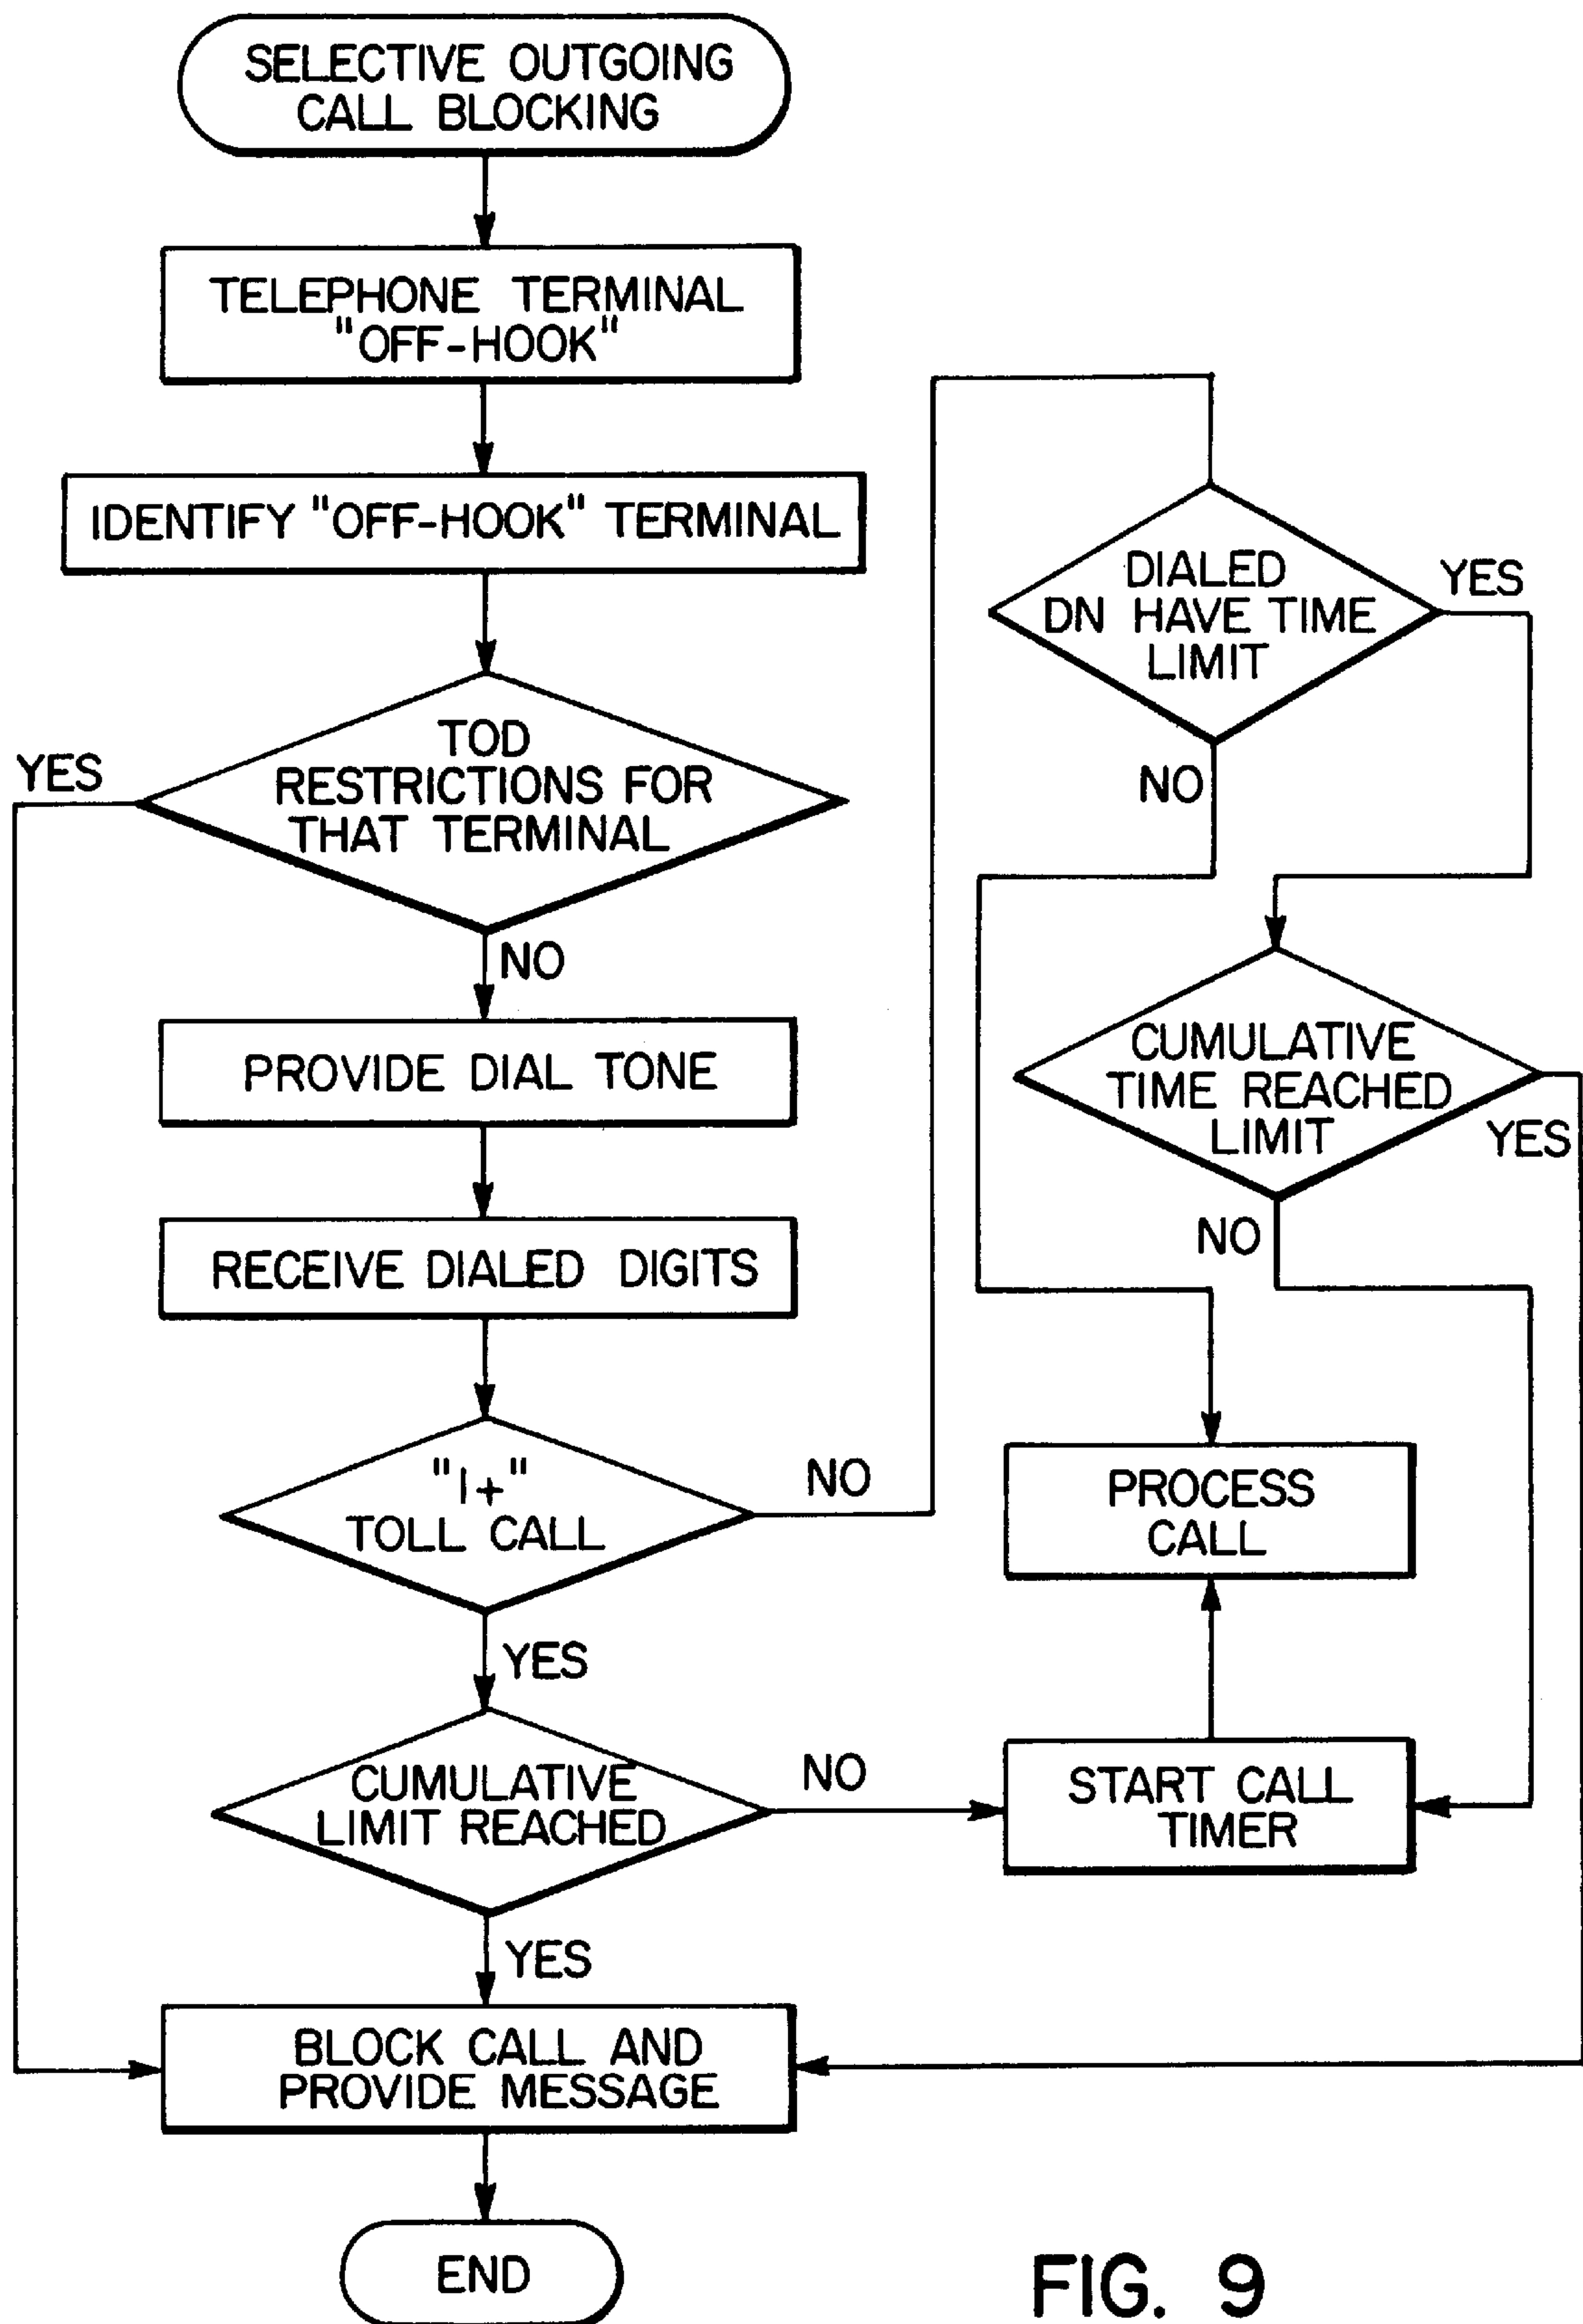 SELECTIVE OUTGOING
CALL BLOCKING
TELEPHONE TERMINAL
"OFF-HOOK"
IDENTIFY "OFF-HOOK" TERMINAL
TOD
RESTRICTIONS FOR
THAT TERMINAL
YES
NO
PROVIDE DIAL TONE
RECEIVE DIALED DIGITS
"1+"
TOLL CALL
NO
YES
CUMULATIVE
LIMIT REACHED
NO
YES
BLOCK CALL AND
PROVIDE MESSAGE
END
DIALED
DN HAVE TIME
LIMIT
YES
NO
CUMULATIVE
TIME REACHED
LIMIT
YES
NO
PROCESS
CALL
START CALL
TIMER
FIG. 9